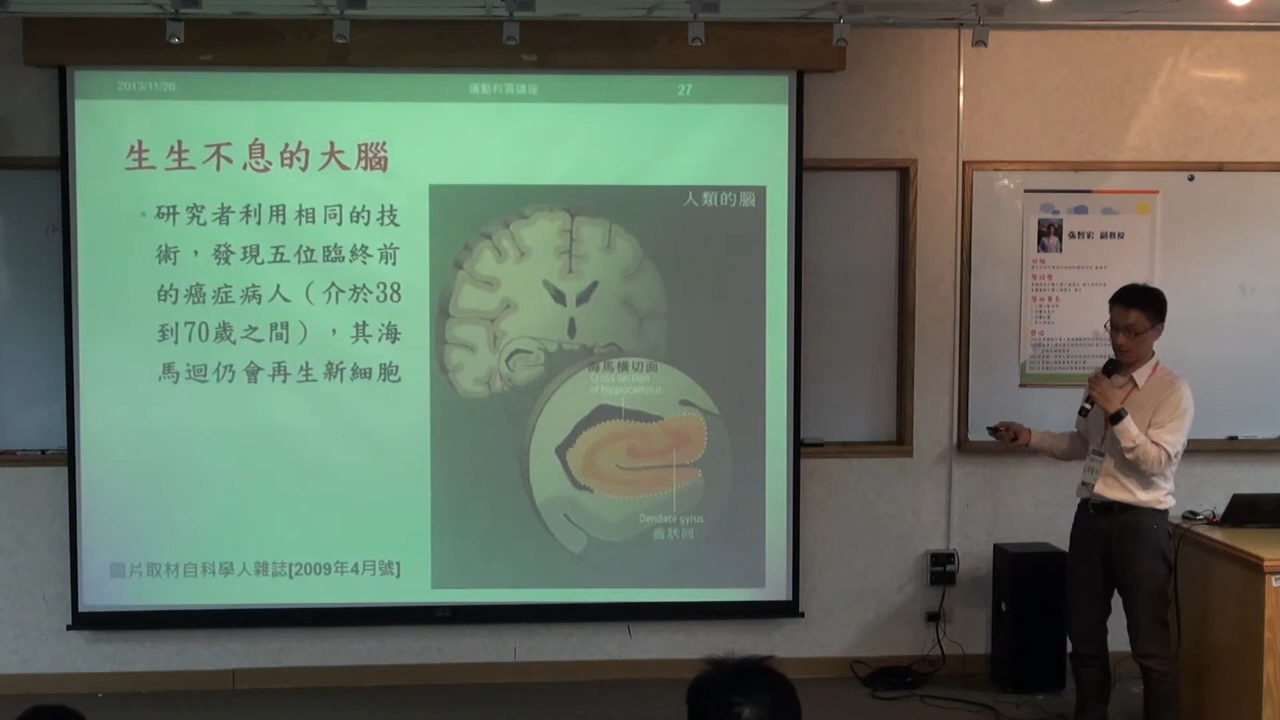 2013/11/26
運動科普講座
27
生生不息的大腦
研究者利用相同的技
術，發現五位臨終前
的癌症病人（介於38
到70歲之間），其海
馬迴仍會再生新細胞
人類的腦
海馬橫切面
Cross section
of hippocampus
Dendate gyrus
齒狀回
圖片取材自科學人雜誌[2009年4月號]
張智宏 副教授